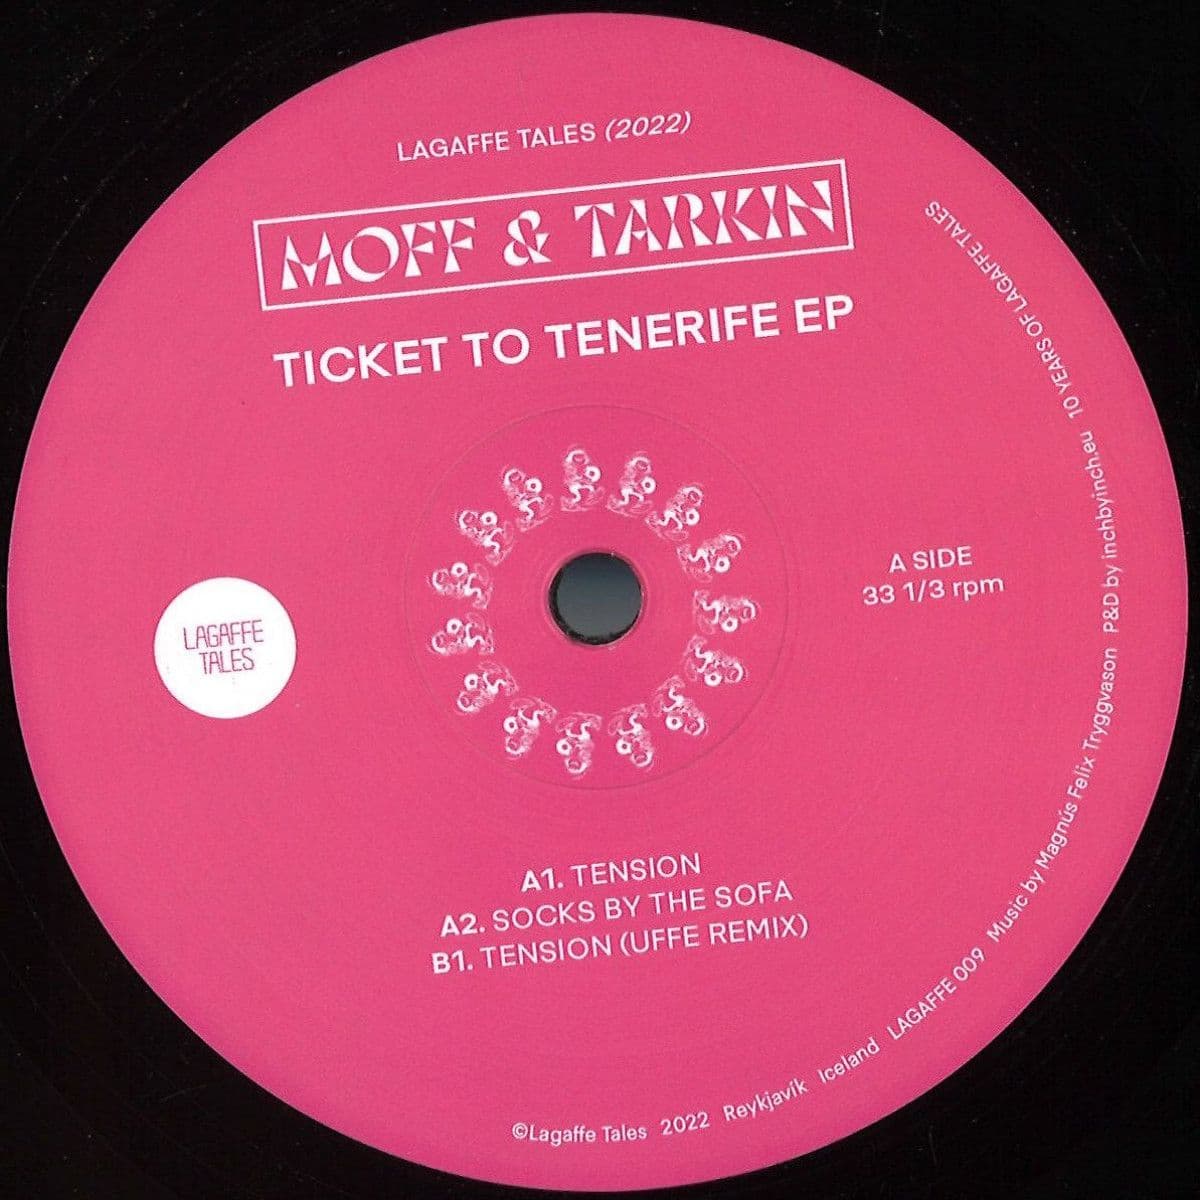 LAGAFFE TALES (2022)
MOFF & TARKIN
TICKET TO TENERIFE EP
A SIDE
33 1/3 rpm
LAGAFFE
TALES
A1. TENSION
A2. SOCKS BY THE SOFA
B1. TENSION (UFFE REMIX)
©Lagaffe Tales 2022 Reykjavík Iceland LAGAFFE 009 Music by Magnús Felix Tryggvason P&D by inchbyinch.eu 10 YEARS OF LAGAFFE TALES